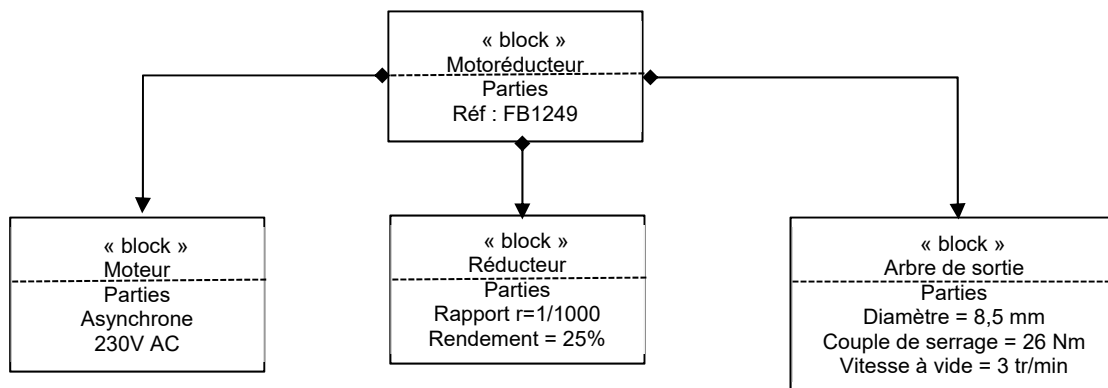 « block »
Motoréducteur
Parties
Réf : FB1249
« block »
Moteur
Parties
Asynchrone
230V AC
« block »
Réducteur
Parties
Rapport r=1/1000
Rendement = 25%
« block »
Arbre de sortie
Parties
Diamètre = 8,5 mm
Couple de serrage = 26 Nm
Vitesse à vide = 3 tr/min